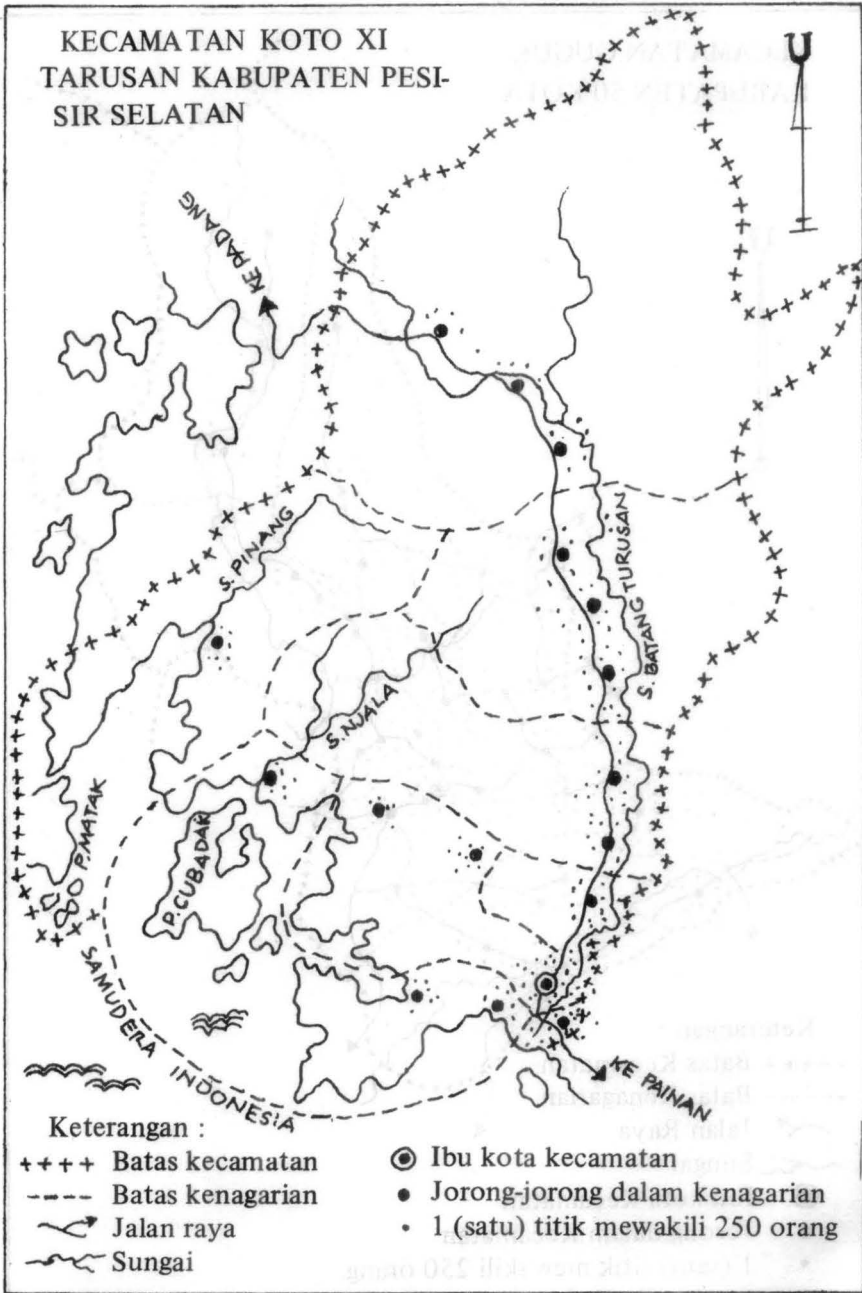 KECAMATAN KOTO XI
TARUSAN KABUPATEN PESI-
SIR SELATAN
U
KE PADANG
S. PINANG
S. BATANG TURUSAN
S. NJALA
P. MATAK
P. CUBADAK
SAMUDERA INDONESIA
KE PAINAN
Keterangan :
++++ Batas kecamatan
---- Batas kenagarian
Jalan raya
Sungai
Ibu kota kecamatan
Jorong-jorong dalam kenagarian
1 (satu) titik mewakili 250 orang